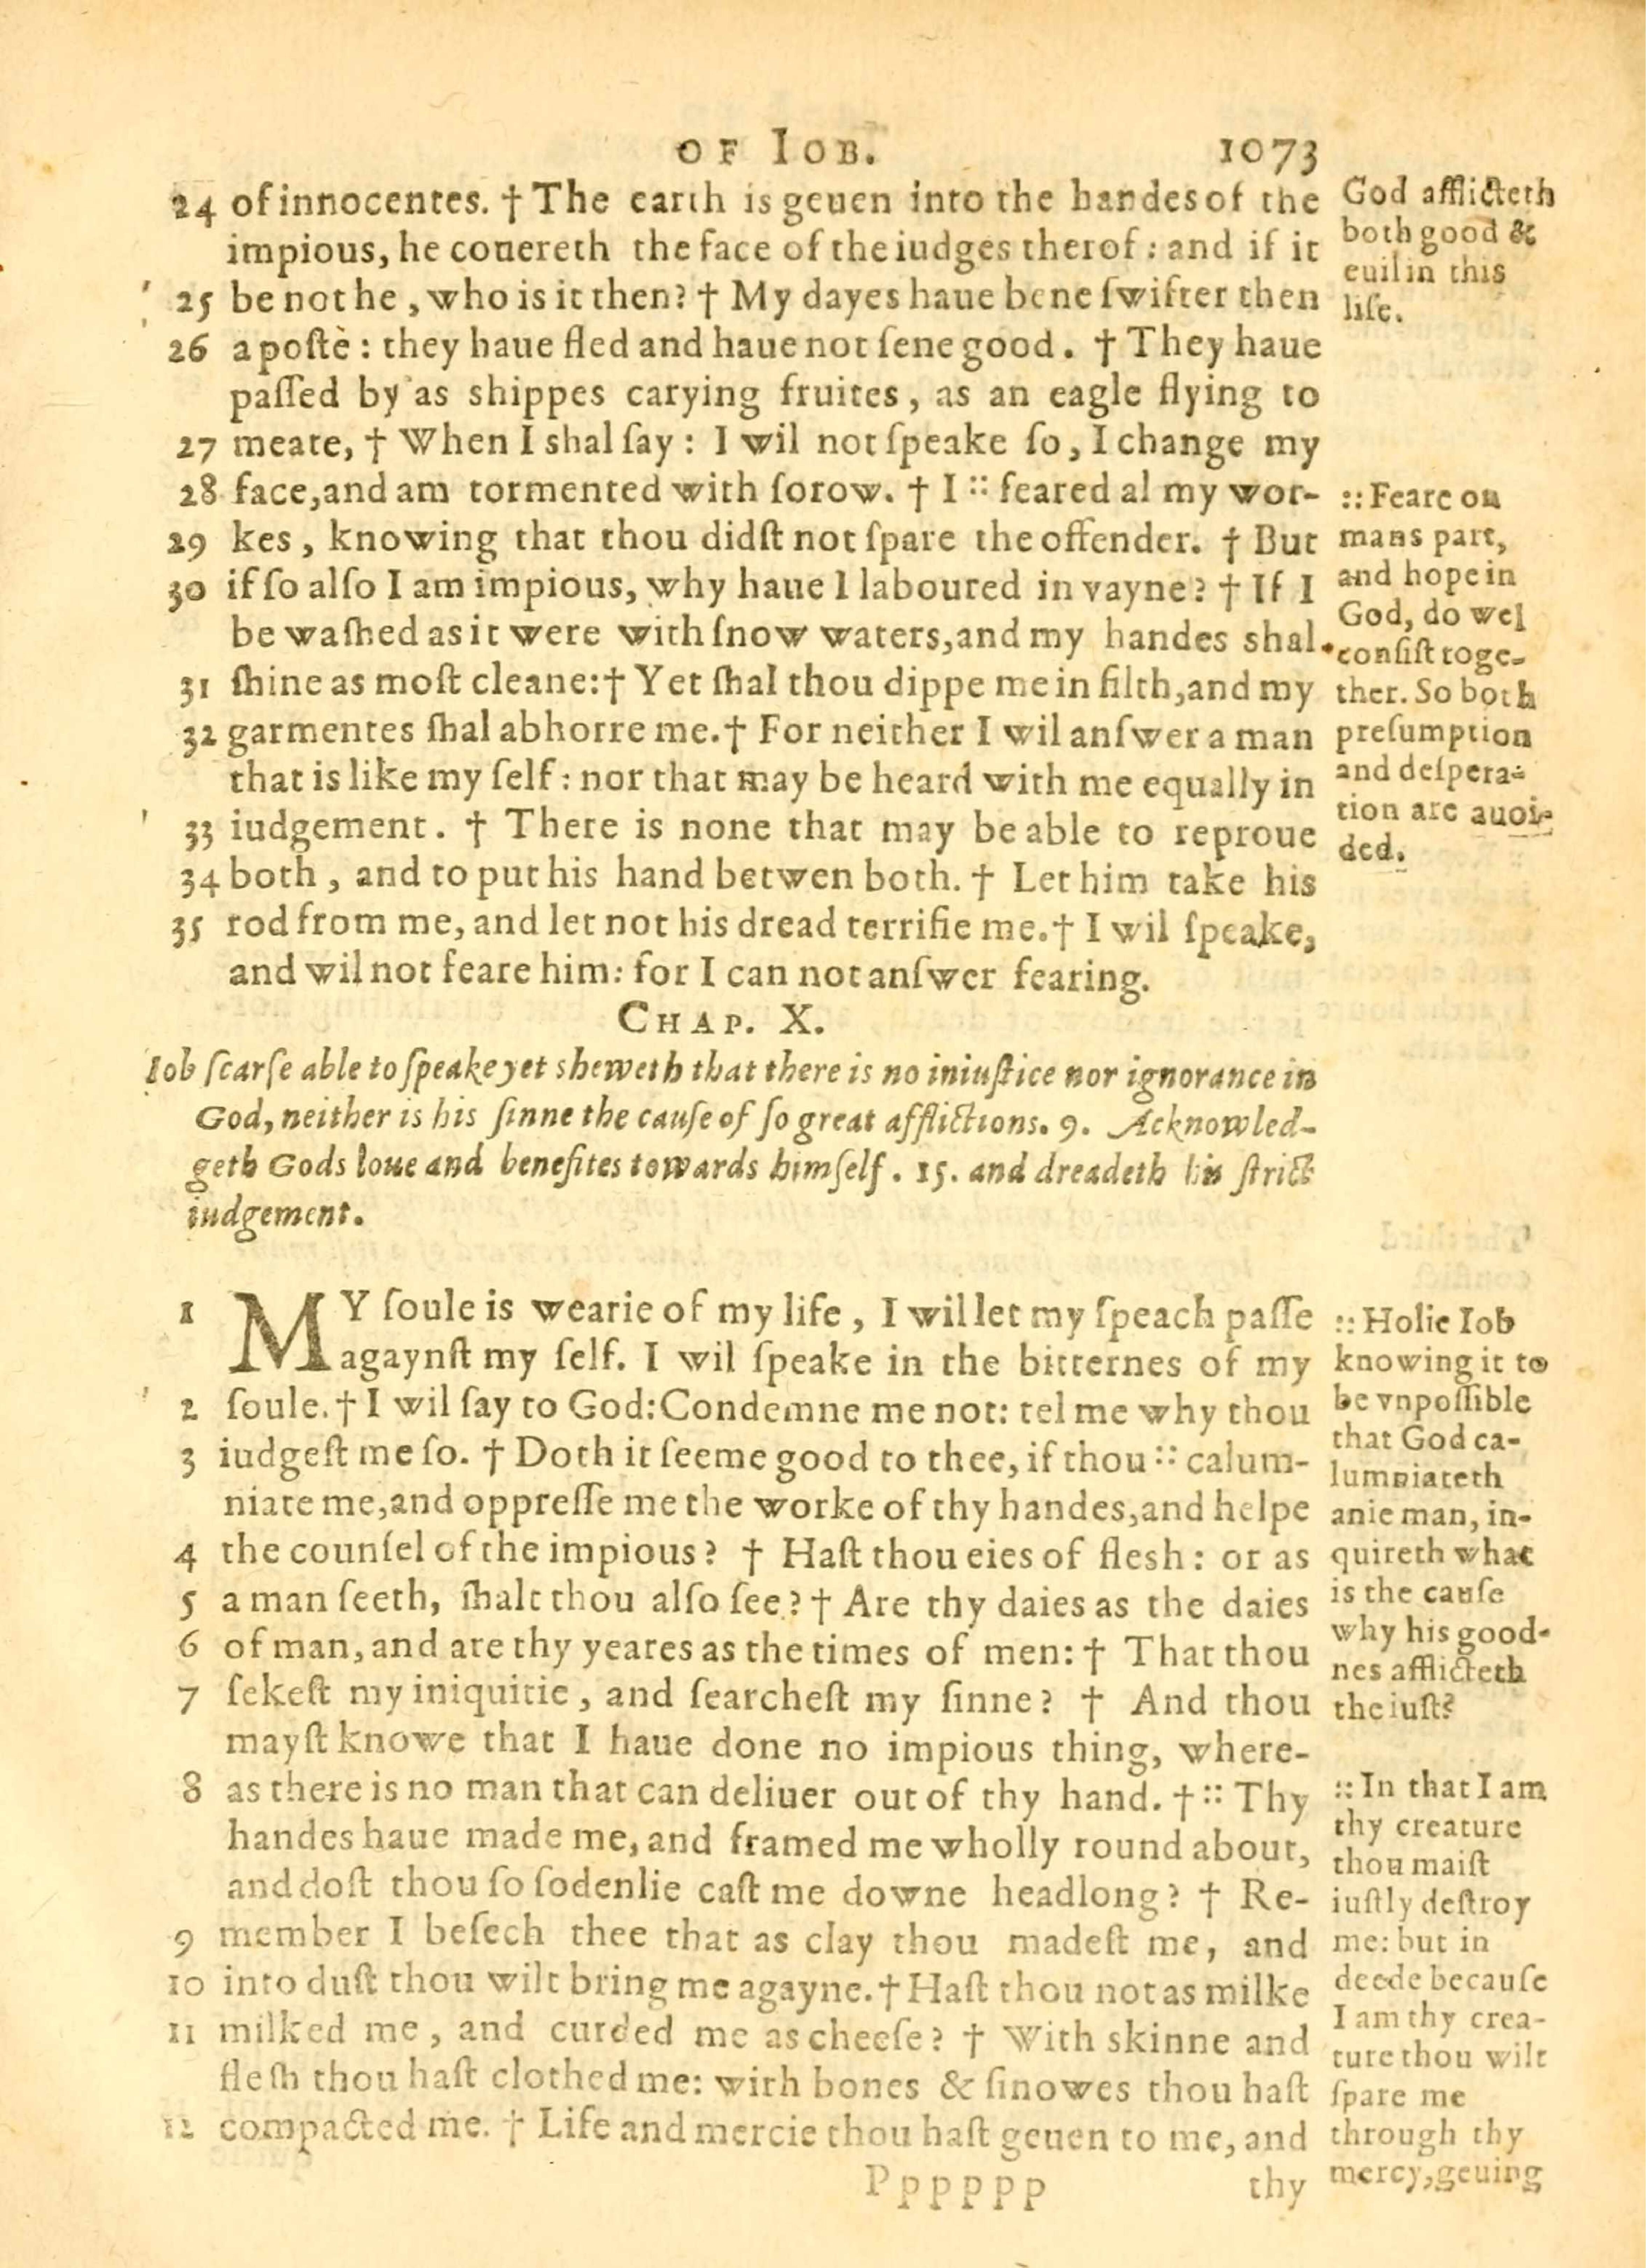 OF IOB. 1073
24 of innocentes. † The earth is geuen into the handes of the
impious, he couereth the face of the iudges therof: and if it
25 be not he, who is it then? † My dayes haue bene ſwifter then
26 a poſte: they haue fled and haue not ſene good. † They haue
paſſed by as shippes carying fruites, as an eagle flying to
27 meate, † When I shal ſay: I wil not ſpeake ſo, I change my
28 face, and am tormented with ſorow. † I :: feared al my wor-
29 kes, knowing that thou didſt not ſpare the offender. † But
30 if ſo alſo I am impious, why haue I laboured in vayne? † If I
be waſhed as it were with ſnow waters, and my handes shal
31 ſhine as moſt cleane: † Yet ſhal thou dippe me in filth, and my
32 garmentes ſhal abhorre me. † For neither I wil anſwer a man
that is like my ſelf: nor that may be heard with me equally in
33 iudgement. † There is none that may be able to reproue
34 both, and to put his hand betwen both. † Let him take his
35 rod from me, and let not his dread terrifie me. † I wil ſpeake,
and wil not feare him: for I can not anſwer fearing.
God afflicteth
both good &
euil in this
life.
:: Feare on
mans part,
and hope in
God, do wel
conſiſt toge-
ther. So both
preſumption
and deſpera-
tion are auoi-
ded.
CHAP. X.
Iob ſcarſe able to ſpeake yet sheweth that there is no iniuſtice nor ignorance in
God, neither is his ſinne the cauſe of ſo great afflictions. 9. Acknowled-
geth Gods loue and benefites towards himſelf. 15. and dreadeth his ſtrict
iudgement.
1 MY ſoule is wearie of my life, I wil let my ſpeach paſſe
agaynſt my ſelf. I wil ſpeake in the bitternes of my
2 ſoule. † I wil ſay to God: Condemne me not: tel me why thou
3 iudgeſt me ſo. † Doth it ſeeme good to thee, if thou :: calum-
niate me, and oppreſſe me the worke of thy handes, and helpe
4 the counſel of the impious? † Haſt thou eies of flesh: or as
5 a man ſeeth, ſhalt thou alſo ſee? † Are thy daies as the daies
6 of man, and are thy yeares as the times of men: † That thou
7 ſekeſt my iniquitie, and ſearcheſt my ſinne? † And thou
mayſt knowe that I haue done no impious thing, where-
8 as there is no man that can deliuer out of thy hand. † :: Thy
handes haue made me, and framed me wholly round about,
and doſt thou ſo ſodenlie caſt me downe headlong? † Re-
9 member I beſech thee that as clay thou madeſt me, and
10 into duſt thou wilt bring me agayne. † Haſt thou not as milke
11 milked me, and curded me as cheeſe? † With skinne and
fleſh thou haſt clothed me: with bones & ſinowes thou haſt
12 compacted me. † Life and mercie thou haſt geuen to me, and
:: Holie Iob
knowing it to
be vnpoſſible
that God ca-
lumniateth
anie man, in-
quireth what
is the cauſe
why his good-
nes afflicteth
the iuſt?
:: In that I am
thy creature
thou maiſt
iuſtly deſtroy
me: but in
deede becauſe
I am thy crea-
ture thou wilt
ſpare me
through thy
mercy, geuing
Pppppp thy